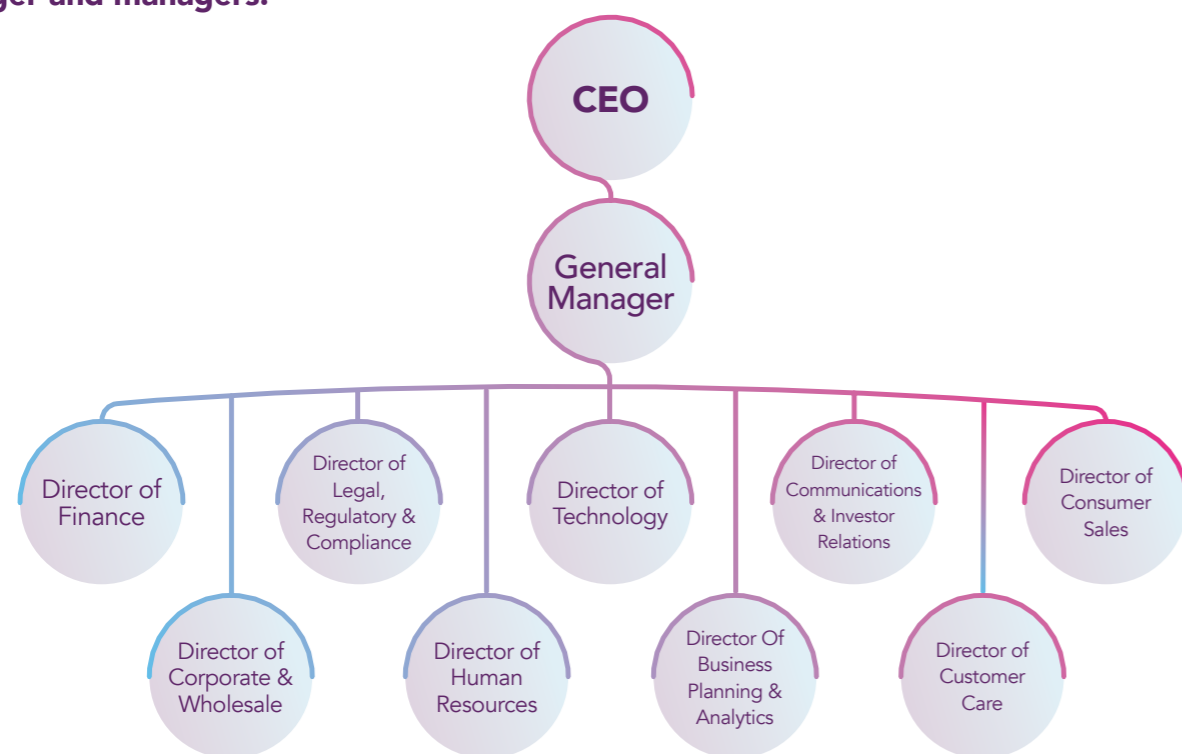 ger and managers.
CEO
General
Manager
Director of
Finance
Director of
Legal,
Regulatory &
Compliance
Director of
Technology
Director of
Communications
& Investor
Relations
Director of
Consumer
Sales
Director of
Corporate &
Wholesale
Director of
Human
Resources
Director Of
Business
Planning &
Analytics
Director of
Customer
Care